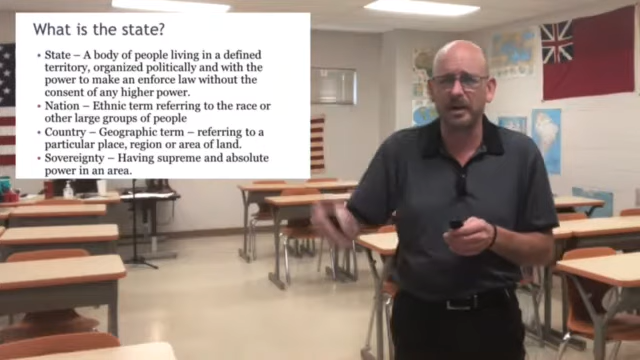 What is the state?
• State – A body of people living in a defined
territory, organized politically and with the
power to make an enforce law without the
consent of any higher power.
• Nation – Ethnic term referring to the race or
other large groups of people
• Country – Geographic term – referring to a
particular place, region or area of land.
• Sovereignty – Having supreme and absolute
power in an area.